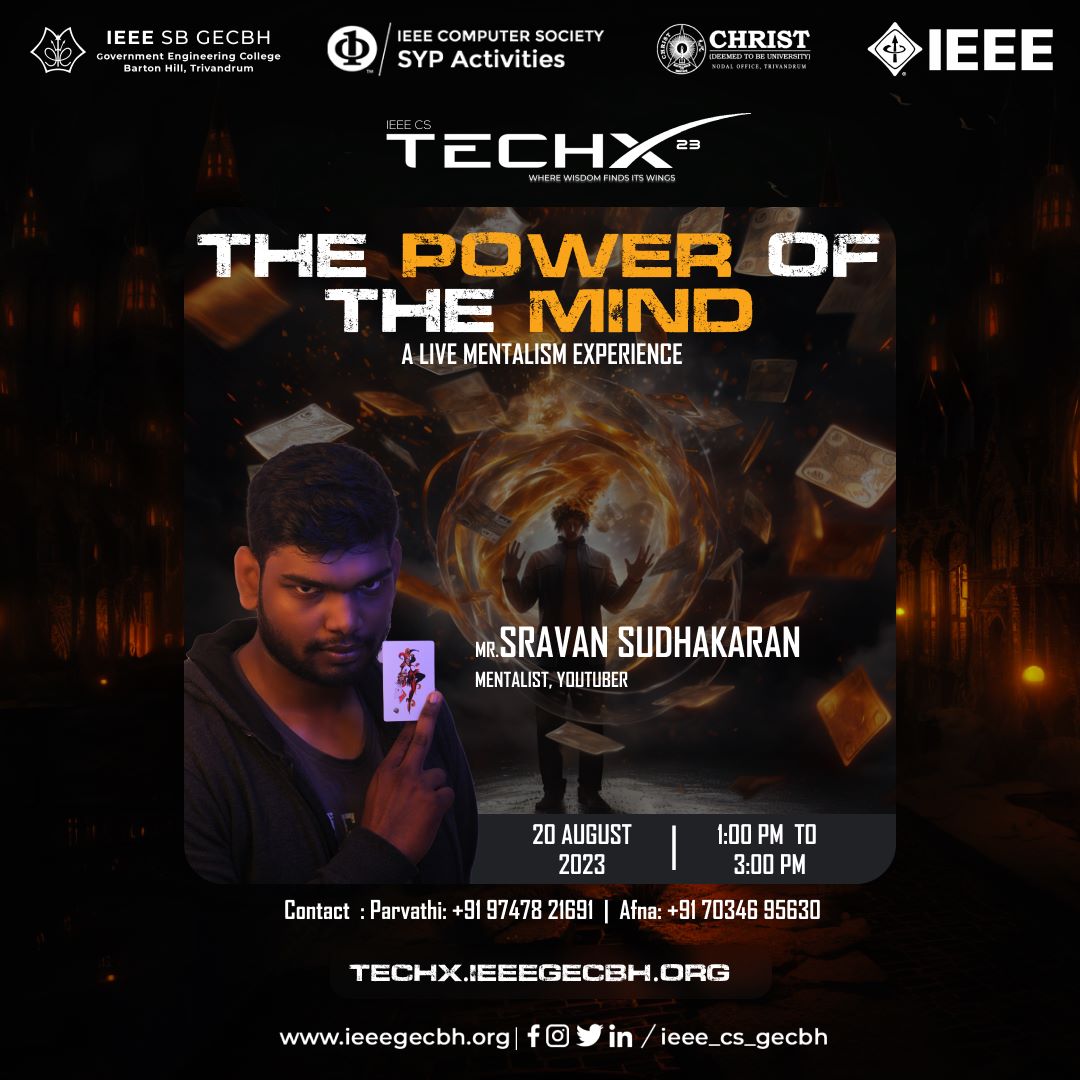 IEEE SB GECBH
Government Engineering College
Barton Hill, Trivandrum
IEEE COMPUTER SOCIETY
SYP Activities
CHRIST
(DEEMED TO BE UNIVERSITY)
NODAL OFFICE, TRIVANDRUM
IEEE
IEEE CS
TECHX 23
WHERE WISDOM FINDS ITS WINGS
THE POWER OF
THE MIND
A LIVE MENTALISM EXPERIENCE
MR.SRAVAN SUDHAKARAN
MENTALIST, YOUTUBER
20 AUGUST
2023
1:00 PM TO
3:00 PM
Contact : Parvathi: +91 97478 21691 | Afna: +91 70346 95630
TECHX.IEEEGECBH.ORG
www.ieeegecbh.org| /ieee_cs_gecbh